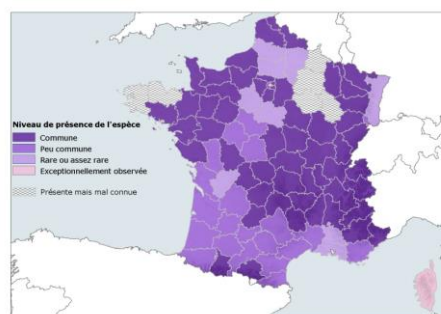 Niveau de présence de l'espèce
Commune
Peu commune
Rare ou assez rare
Exceptionnellement observée
Présente mais mal connue